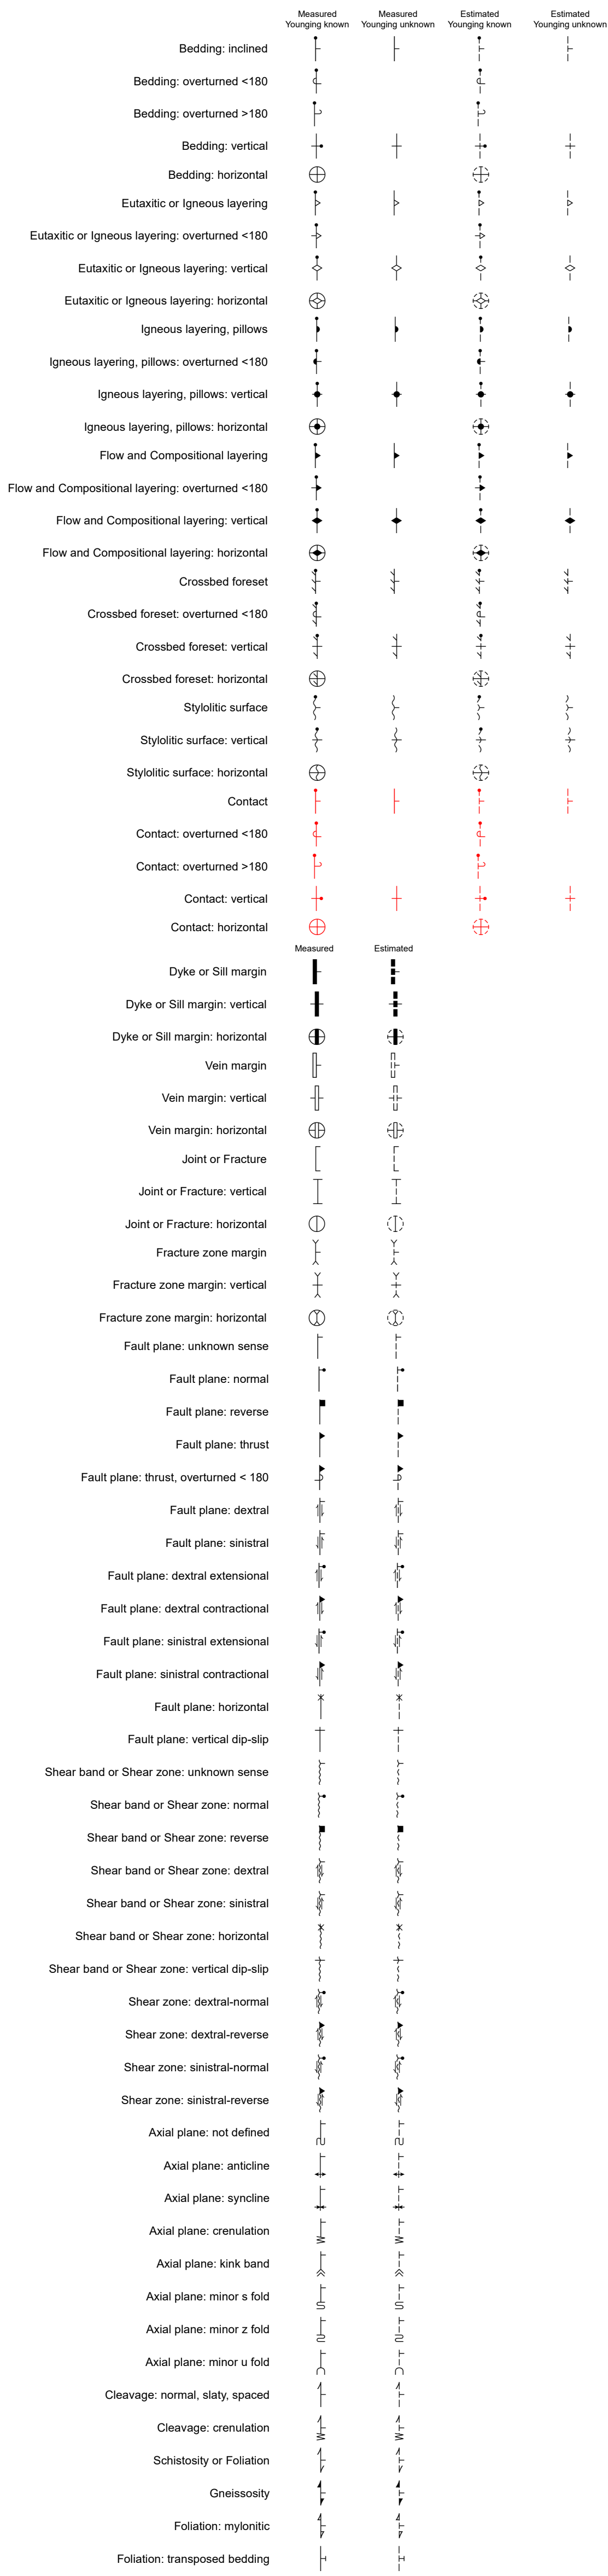 Measured Measured Estimated Estimated
Younging known Younging unknown Younging known Younging unknown
Bedding: inclined
Bedding: overturned <180
Bedding: overturned >180
Bedding: vertical
Bedding: horizontal
Eutaxitic or Igneous layering
Eutaxitic or Igneous layering: overturned <180
Eutaxitic or Igneous layering: vertical
Eutaxitic or Igneous layering: horizontal
Igneous layering, pillows
Igneous layering, pillows: overturned <180
Igneous layering, pillows: vertical
Igneous layering, pillows: horizontal
Flow and Compositional layering
Flow and Compositional layering: overturned <180
Flow and Compositional layering: vertical
Flow and Compositional layering: horizontal
Crossbed foreset
Crossbed foreset: overturned <180
Crossbed foreset: vertical
Crossbed foreset: horizontal
Stylolitic surface
Stylolitic surface: vertical
Stylolitic surface: horizontal
Contact
Contact: overturned <180
Contact: overturned >180
Contact: vertical
Contact: horizontal
Measured Estimated
Dyke or Sill margin
Dyke or Sill margin: vertical
Dyke or Sill margin: horizontal
Vein margin
Vein margin: vertical
Vein margin: horizontal
Joint or Fracture
Joint or Fracture: vertical
Joint or Fracture: horizontal
Fracture zone margin
Fracture zone margin: vertical
Fracture zone margin: horizontal
Fault plane: unknown sense
Fault plane: normal
Fault plane: reverse
Fault plane: thrust
Fault plane: thrust, overturned < 180
Fault plane: dextral
Fault plane: sinistral
Fault plane: dextral extensional
Fault plane: dextral contractional
Fault plane: sinistral extensional
Fault plane: sinistral contractional
Fault plane: horizontal
Fault plane: vertical dip-slip
Shear band or Shear zone: unknown sense
Shear band or Shear zone: normal
Shear band or Shear zone: reverse
Shear band or Shear zone: dextral
Shear band or Shear zone: sinistral
Shear band or Shear zone: horizontal
Shear band or Shear zone: vertical dip-slip
Shear zone: dextral-normal
Shear zone: dextral-reverse
Shear zone: sinistral-normal
Shear zone: sinistral-reverse
Axial plane: not defined
Axial plane: anticline
Axial plane: syncline
Axial plane: crenulation
Axial plane: kink band
Axial plane: minor s fold
Axial plane: minor z fold
Axial plane: minor u fold
Cleavage: normal, slaty, spaced
Cleavage: crenulation
Schistosity or Foliation
Gneissosity
Foliation: mylonitic
Foliation: transposed bedding